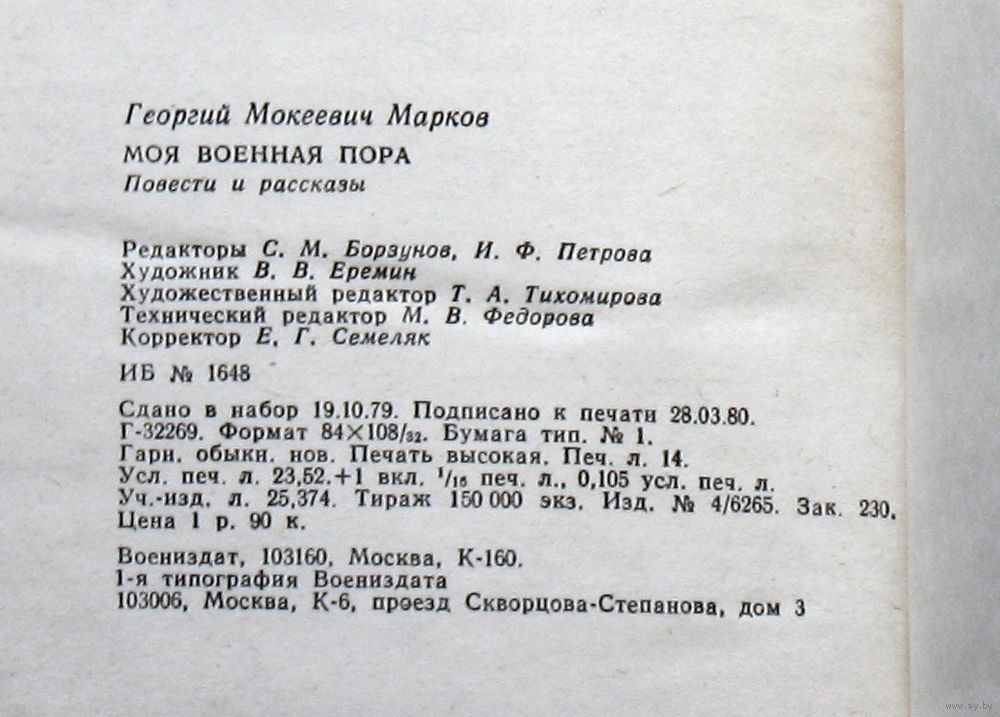 Георгий Мокеевич Марков
МОЯ ВОЕННАЯ ПОРА
Повести и рассказы
Редакторы С. М. Борзунов, И. Ф. Петрова
Художник В. В. Еремин
Художественный редактор Т. А. Тихомирова
Технический редактор М. В. Федорова
Корректор Е. Г. Семеляк
ИБ № 1648
Сдано в набор 19.10.79. Подписано к печати 28.03.80.
Г-32269. Формат 84×108/32. Бумага тип. № 1.
Гарн. обыкн. нов. Печать высокая. Печ. л. 14.
Усл. печ. л. 23,52.+1 вкл. 1/16 печ. л., 0,105 усл. печ. л.
Уч.-изд. л. 25,374. Тираж 150 000 экз. Изд. № 4/6265. Зак. 230.
Цена 1 р. 90 к.
Воениздат, 103160, Москва, К-160.
1-я типография Воениздата
103006, Москва, К-6, проезд Скворцова-Степанова, дом 3
www.ay.by